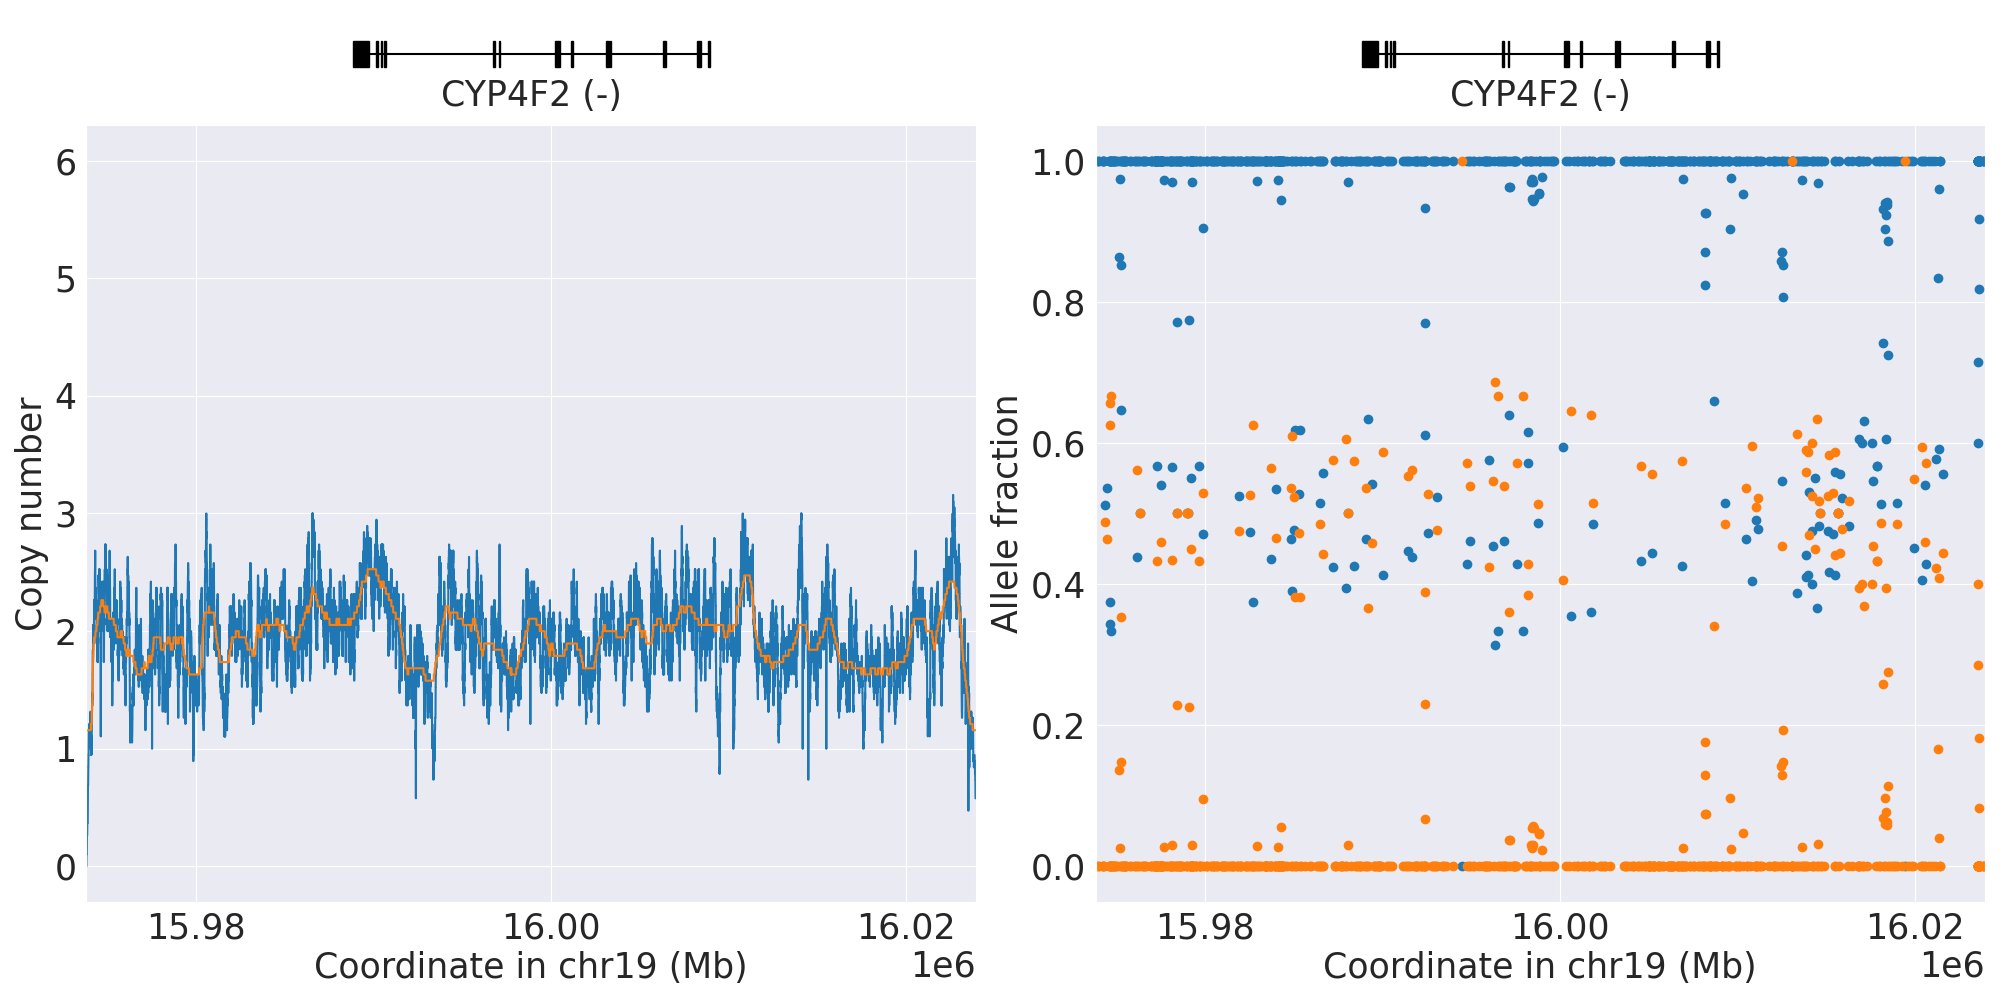 CYP4F2 (-)
6
5
4
3
2
1
0
Copy number
15.98
16.00
16.02
Coordinate in chr19 (Mb)
1e6
CYP4F2 (-)
1.0
0.8
0.6
0.4
0.2
0.0
Allele fraction
15.98
16.00
16.02
Coordinate in chr19 (Mb)
1e6